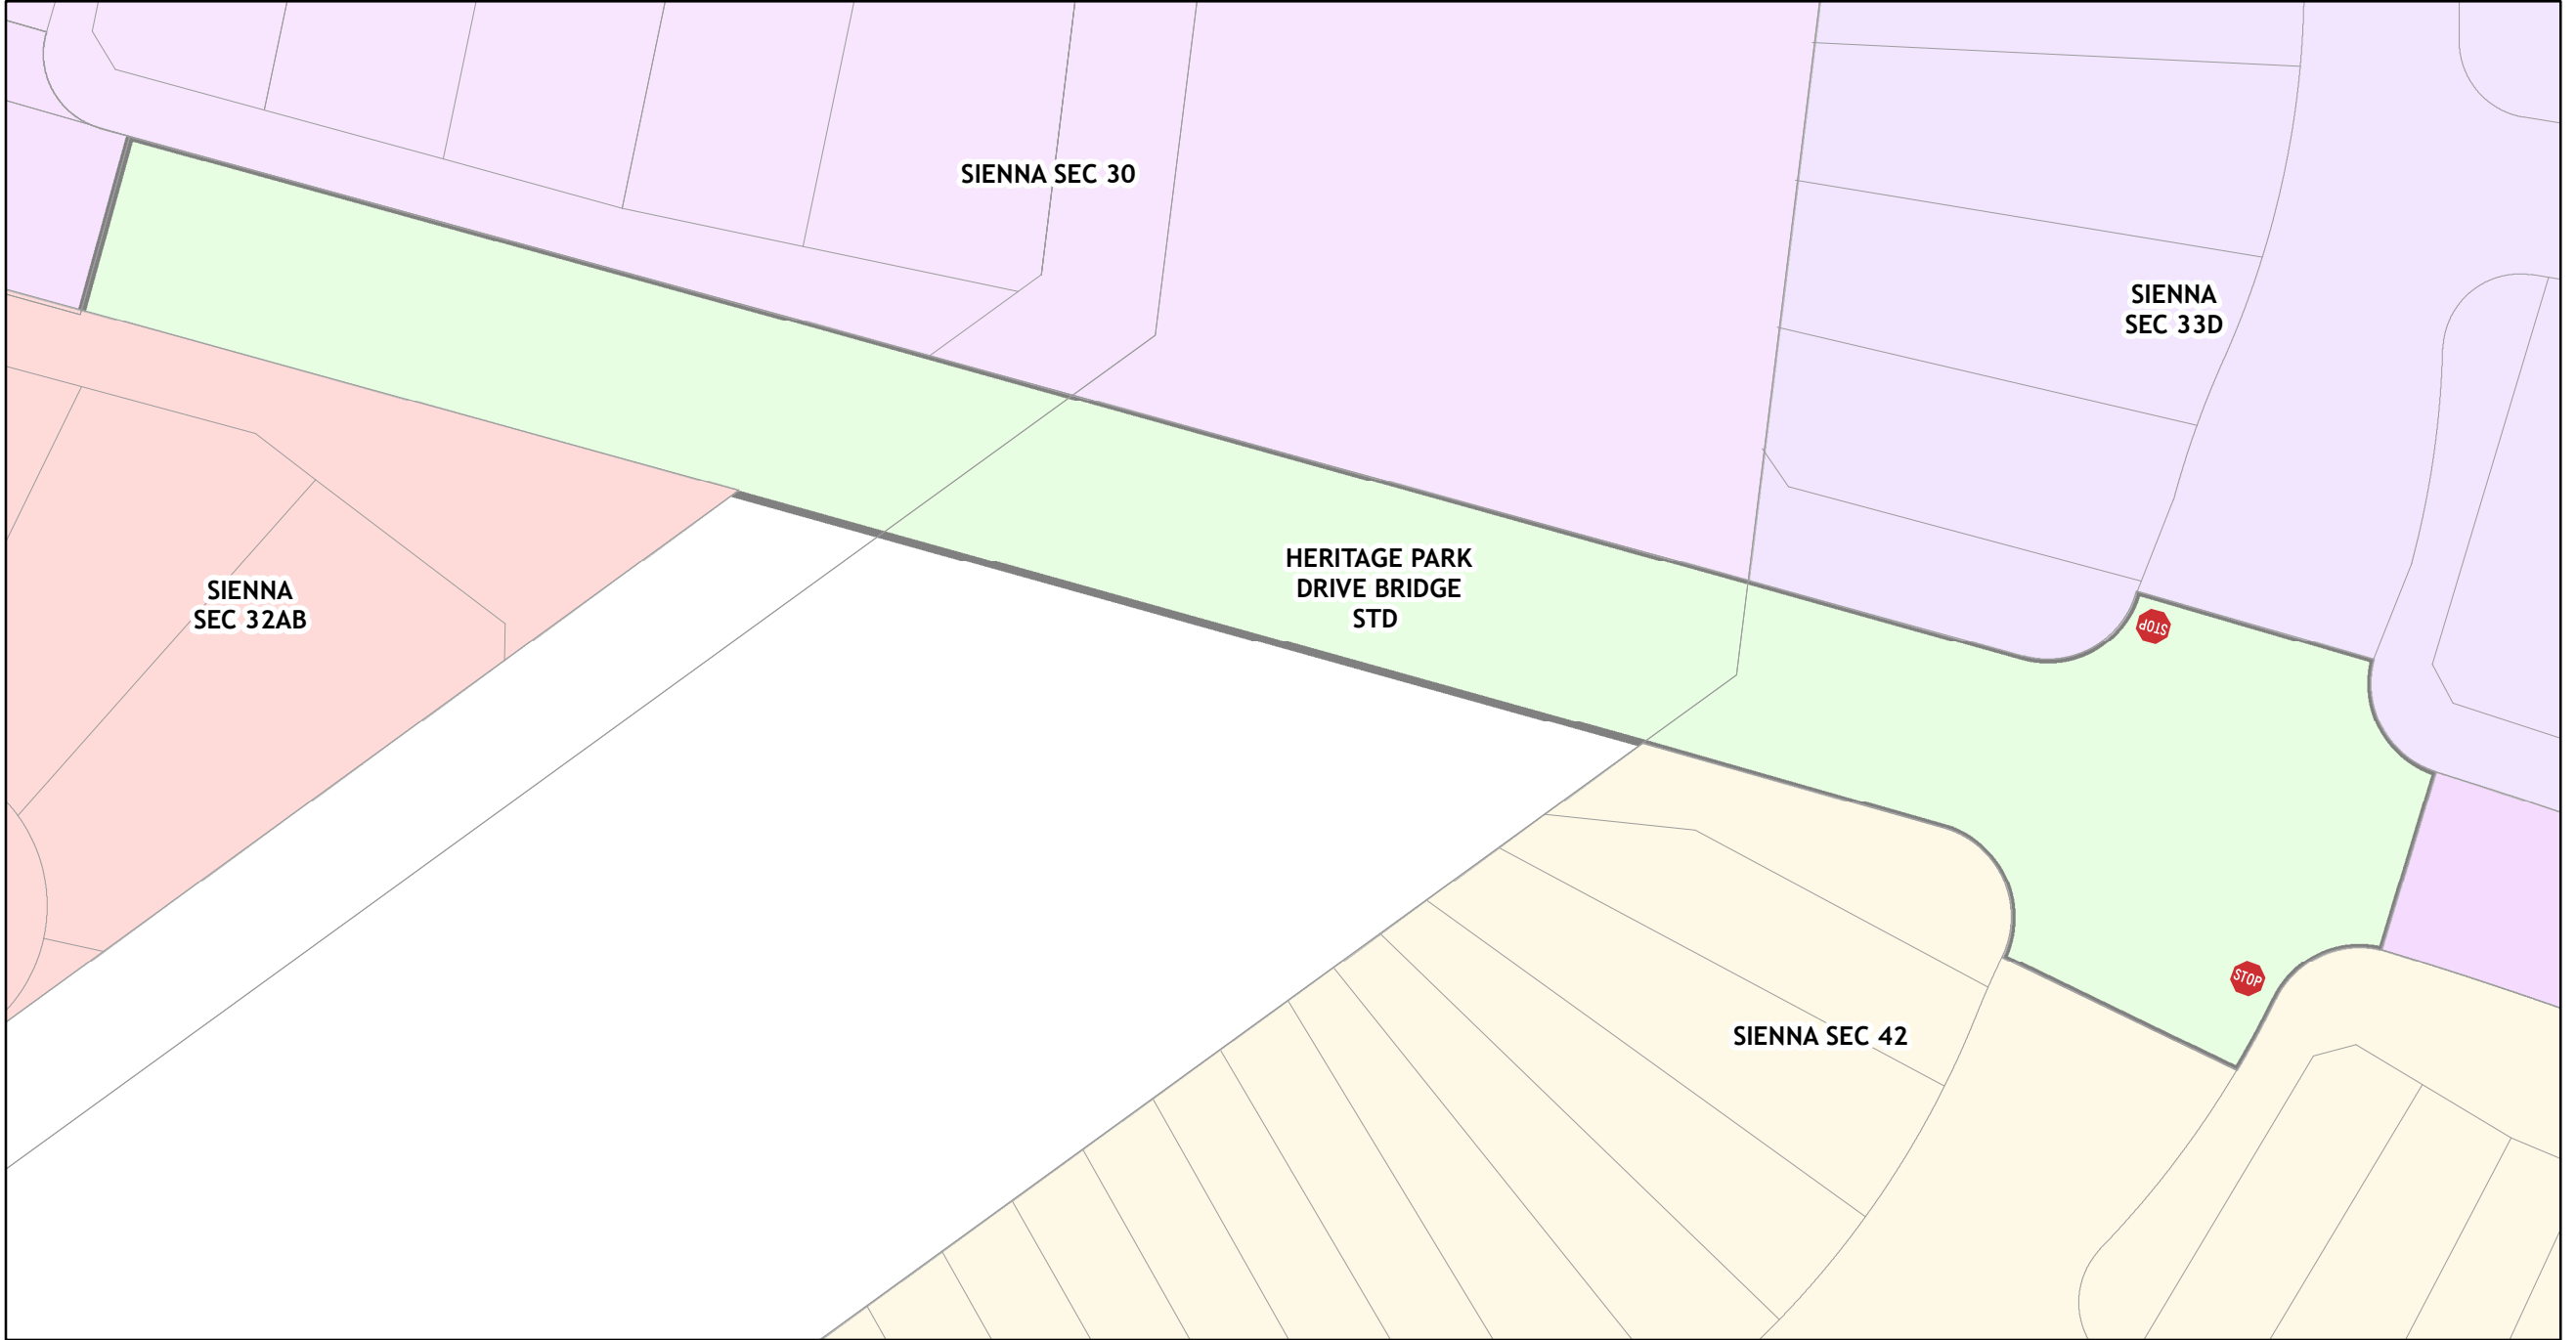 SIENNA SEC 30
SIENNA
SEC 33D
HERITAGE PARK
DRIVE BRIDGE
STD
SIENNA
SEC 32AB
STOP
STOP
SIENNA SEC 42